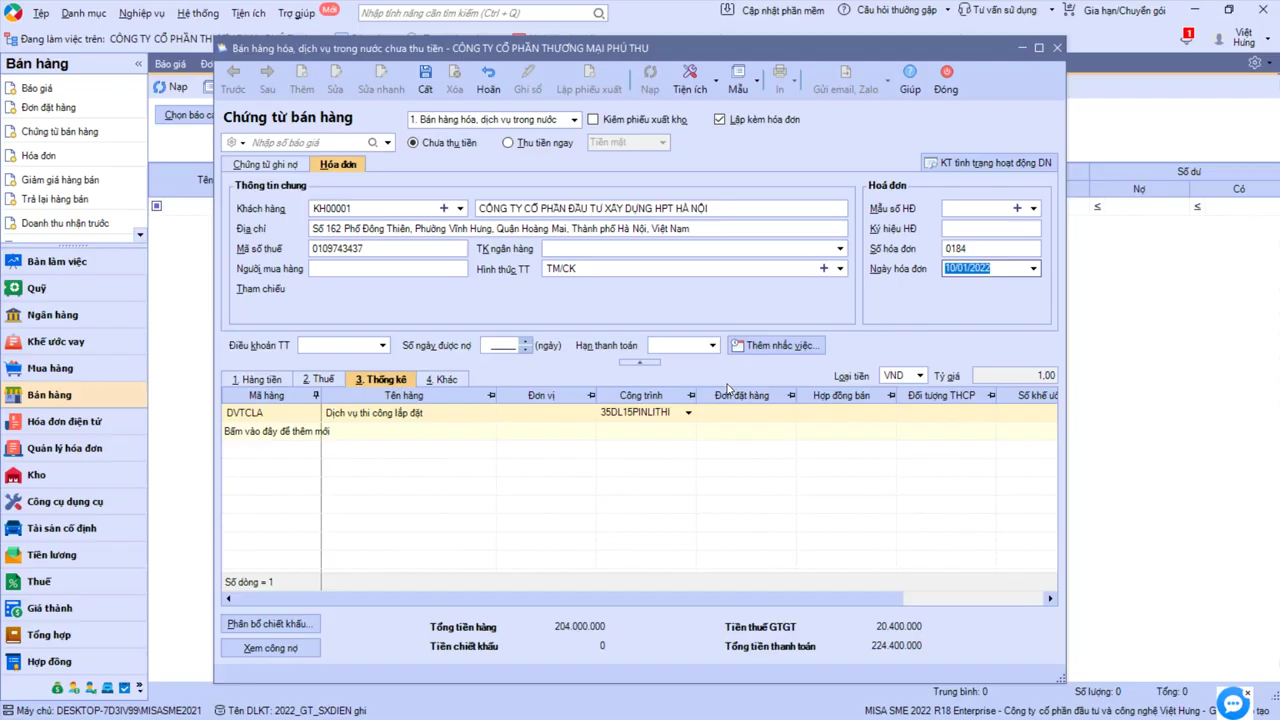 Tệp Danh mục Nghiệp vụ Hệ thống Tiện ích Trợ giúp Mới Nhập tính năng cần tìm kiếm (Ctrl + Q) Cập nhật phần mềm Câu hỏi thường gặp Tư vấn sử dụng Gia hạn/Chuyển gói
Đang làm việc trên: CÔNG TY CỔ PHẦN TH 1 Việt Hưng
Bán hàng « Báo giá Đơ
Bán hàng hóa, dịch vụ trong nước chưa thu tiền - CÔNG TY CỔ PHẦN THƯƠNG MẠI PHÚ THU
Trước Sau Thêm Sửa Sửa nhanh Cất Xóa Hoãn Ghi sổ Lập phiếu xuất Nạp Tiện ích Mẫu In Gửi email, Zalo Giúp Đóng
Báo giá
Đơn đặt hàng
Chứng từ bán hàng
Hóa đơn
Giảm giá hàng bán
Trả lại hàng bán
Doanh thu nhận trước
Nạp
Chọn báo cá
Tên
Số dư
Nợ Có
≤ ≤
Chứng từ bán hàng 1. Bán hàng hóa, dịch vụ trong nước Kiêm phiếu xuất kho Lập kèm hóa đơn
Nhập số báo giá Chưa thu tiền Thu tiền ngay Tiền mặt
Chứng từ ghi nợ Hóa đơn KT tình trạng hoạt động DN
Thông tin chung Hoá đơn
Khách hàng KH00001 CÔNG TY CỔ PHẦN ĐẦU TƯ XÂY DỰNG HPT HÀ NỘI Mẫu số HĐ
Địa chỉ Số 162 Phố Đông Thiên, Phường Vĩnh Hưng, Quận Hoàng Mai, Thành phố Hà Nội, Việt Nam Ký hiệu HĐ
Mã số thuế 0109743437 TK ngân hàng Số hóa đơn 0184
Người mua hàng Hình thức TT TM/CK Ngày hóa đơn 10/01/2022
Tham chiếu
Điều khoản TT Số ngày được nợ (ngày) Hạn thanh toán Thêm nhắc việc...
1. Hàng tiền 2. Thuế 3. Thống kê 4. Khác Loại tiền VND Tỷ giá 1,00
Mã hàng Tên hàng Đơn vị Công trình Đơn đặt hàng Hợp đồng bán Đối tượng THCP Số khế ướ
DVTCLA Dịch vụ thi công lắp đặt 35DL15PINLITHI
Bấm vào đây để thêm mới
Số dòng = 1
Phân bổ chiết khấu... Tổng tiền hàng 204.000.000 Tiền thuế GTGT 20.400.000
Xem công nợ Tiền chiết khấu 0 Tổng tiền thanh toán 224.400.000
Bàn làm việc
Quỹ
Ngân hàng
Khế ước vay
Mua hàng
Bán hàng
Hóa đơn điện tử
Quản lý hóa đơn
Kho
Công cụ dụng cụ
Tài sản cố định
Tiền lương
Thuế
Giá thành
Tổng hợp
Hợp đồng
Trung bình: 0 Số lượng: 0 Tổng: 0
Máy chủ: DESKTOP-7D3IV99\MISASME2021 Tên DLKT: 2022_GT_SXDIEN ghi MISA SME 2022 R18 Enterprise - Công ty cổ phần đầu tư và công nghệ Việt Hưng - G tạo